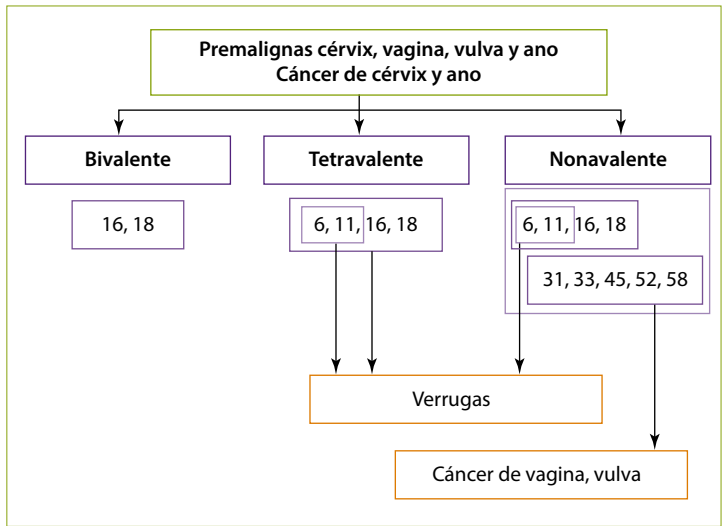 Premalignas cérvix, vagina, vulva y ano
Cáncer de cérvix y ano
Bivalente
Tetravalente
Nonavalente
16, 18
6, 11, 16, 18
6, 11, 16, 18
31, 33, 45, 52, 58
Verrugas
Cáncer de vagina, vulva